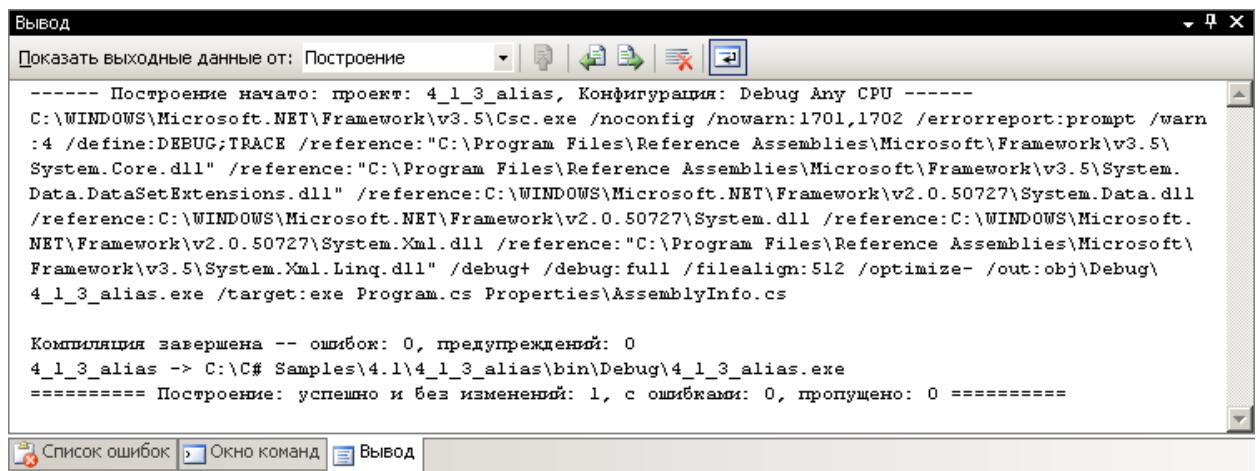 Вывод
Показать выходные данные от: Построение
------ Построение начато: проект: 4_1_3_alias, Конфигурация: Debug Any CPU ------
C:\WINDOWS\Microsoft.NET\Framework\v3.5\Csc.exe /noconfig /nowarn:1701,1702 /errorreport:prompt /warn
:4 /define:DEBUG;TRACE /reference:"C:\Program Files\Reference Assemblies\Microsoft\Framework\v3.5\
System.Core.dll" /reference:"C:\Program Files\Reference Assemblies\Microsoft\Framework\v3.5\System.
Data.DataSetExtensions.dll" /reference:C:\WINDOWS\Microsoft.NET\Framework\v2.0.50727\System.Data.dll
/reference:C:\WINDOWS\Microsoft.NET\Framework\v2.0.50727\System.dll /reference:C:\WINDOWS\Microsoft.
NET\Framework\v2.0.50727\System.Xml.dll /reference:"C:\Program Files\Reference Assemblies\Microsoft\
Framework\v3.5\System.Xml.Linq.dll" /debug+ /debug:full /filealign:512 /optimize- /out:obj\Debug\
4_1_3_alias.exe /target:exe Program.cs Properties\AssemblyInfo.cs
Компиляция завершена -- ошибок: 0, предупреждений: 0
4_1_3_alias -> C:\C# Samples\4.1\4_1_3_alias\bin\Debug\4_1_3_alias.exe
========== Построение: успешно и без изменений: 1, с ошибками: 0, пропущено: 0 ==========
Список ошибок Окно команд Вывод